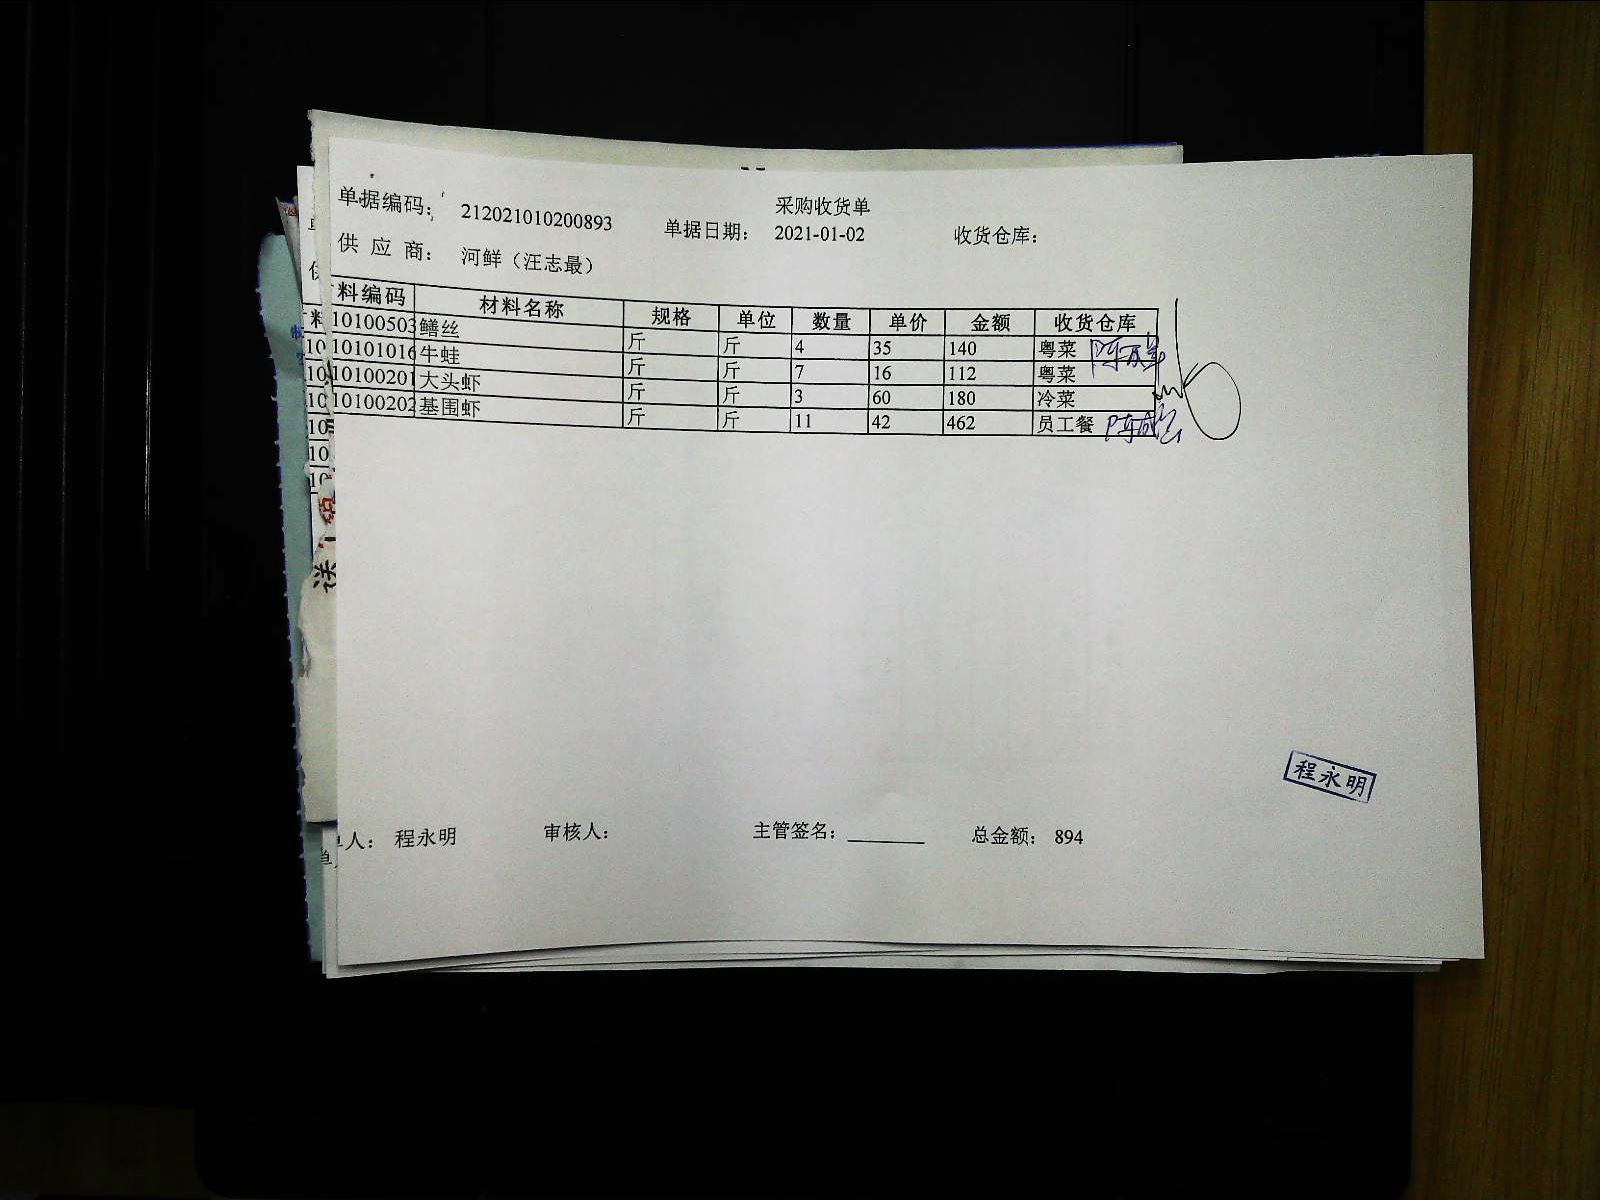 采购收货单
单据编码： 212021010200893 单据日期： 2021-01-02 收货仓库：
供 应 商： 河鲜（汪志最）
料编码 材料名称 规格 单位 数量 单价 金额 收货仓库
10100503 鳝丝 斤 斤 4 35 140 粤菜
10101016 牛蛙 斤 斤 7 16 112 粤菜
10100201 大头虾 斤 斤 3 60 180 冷菜
10100202 基围虾 斤 斤 11 42 462 员工餐
程永明
人： 程永明 审核人： 主管签名： 总金额： 894